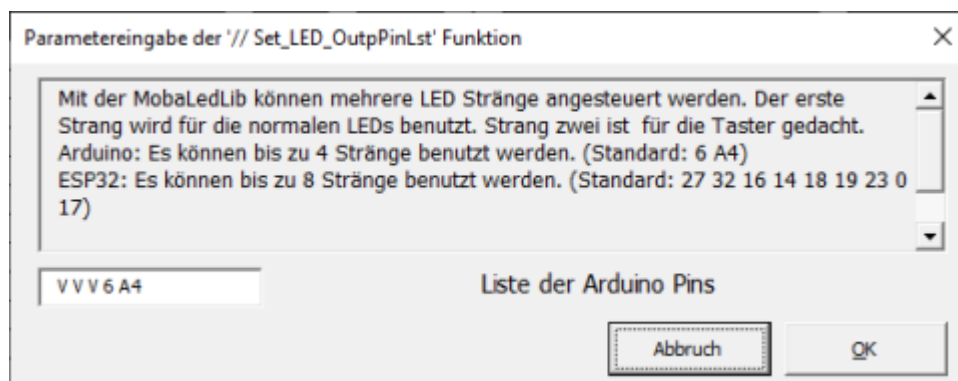 Parametereingabe der '// Set_LED_OutpPinLst' Funktion
Mit der MobaLedLib können mehrere LED Stränge angesteuert werden. Der erste
Strang wird für die normalen LEDs benutzt. Strang zwei ist  für die Taster gedacht.
Arduino: Es können bis zu 4 Stränge benutzt werden. (Standard: 6 A4)
ESP32: Es können bis zu 8 Stränge benutzt werden. (Standard: 27 32 16 14 18 19 23 0
17)
V V V 6 A4
Liste der Arduino Pins
Abbruch
OK